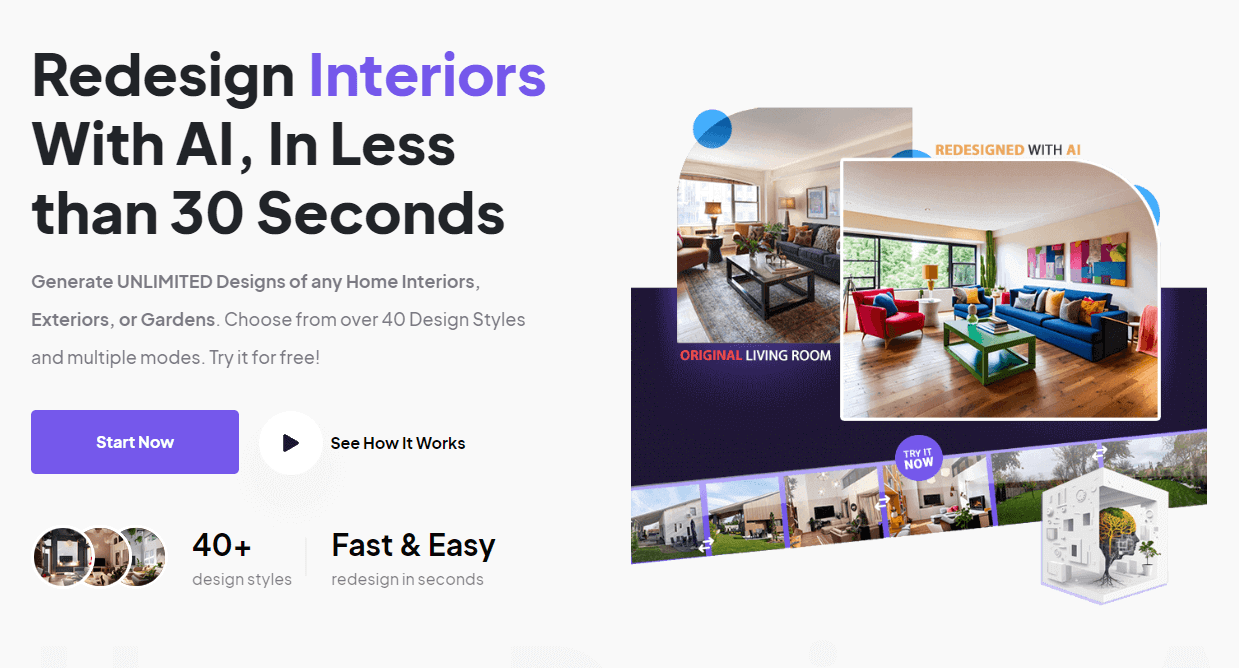 Redesign Interiors
With AI, In Less
than 30 Seconds
Generate UNLIMITED Designs of any Home Interiors,
Exteriors, or Gardens. Choose from over 40 Design Styles
and multiple modes. Try it for free!
Start Now
See How It Works
40+
design styles
Fast & Easy
redesign in seconds
REDESIGNED WITH AI
ORIGINAL LIVING ROOM
TRY IT
NOW